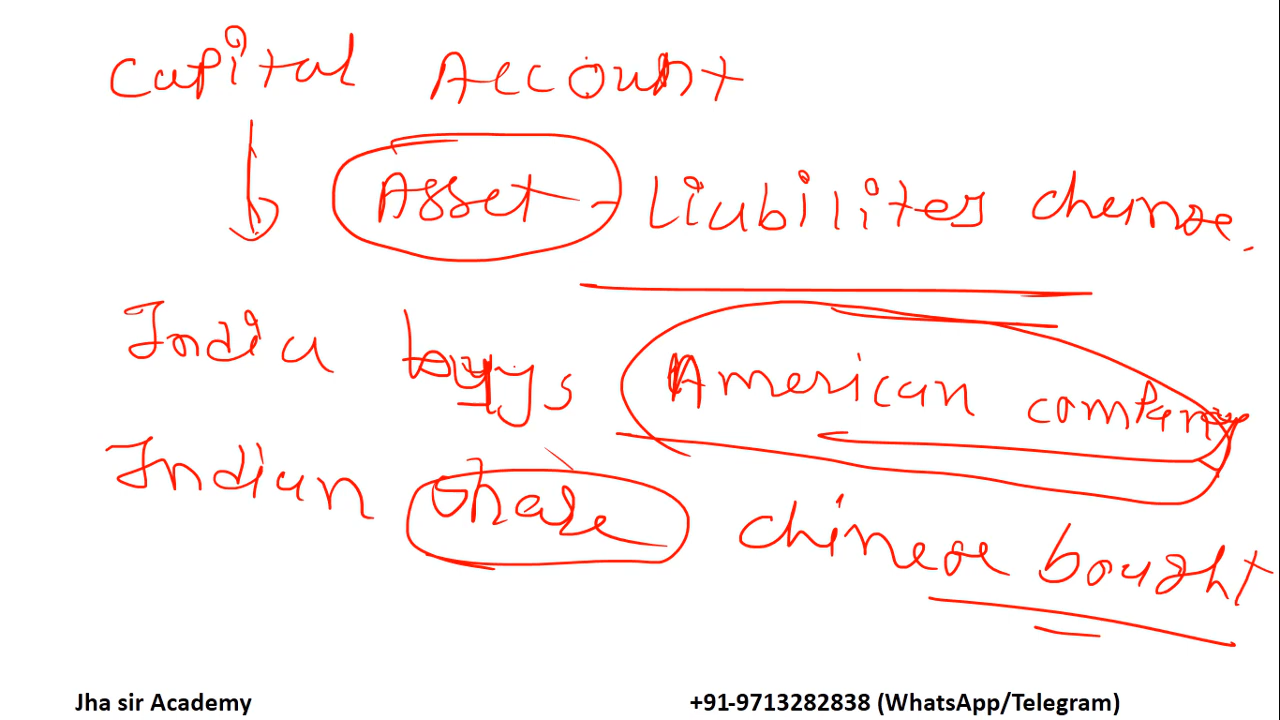 Capital Account
Asset - Liabilites change.
India buys American company
Indian share chinese bought
Jha sir Academy +91-9713282838 (WhatsApp/Telegram)